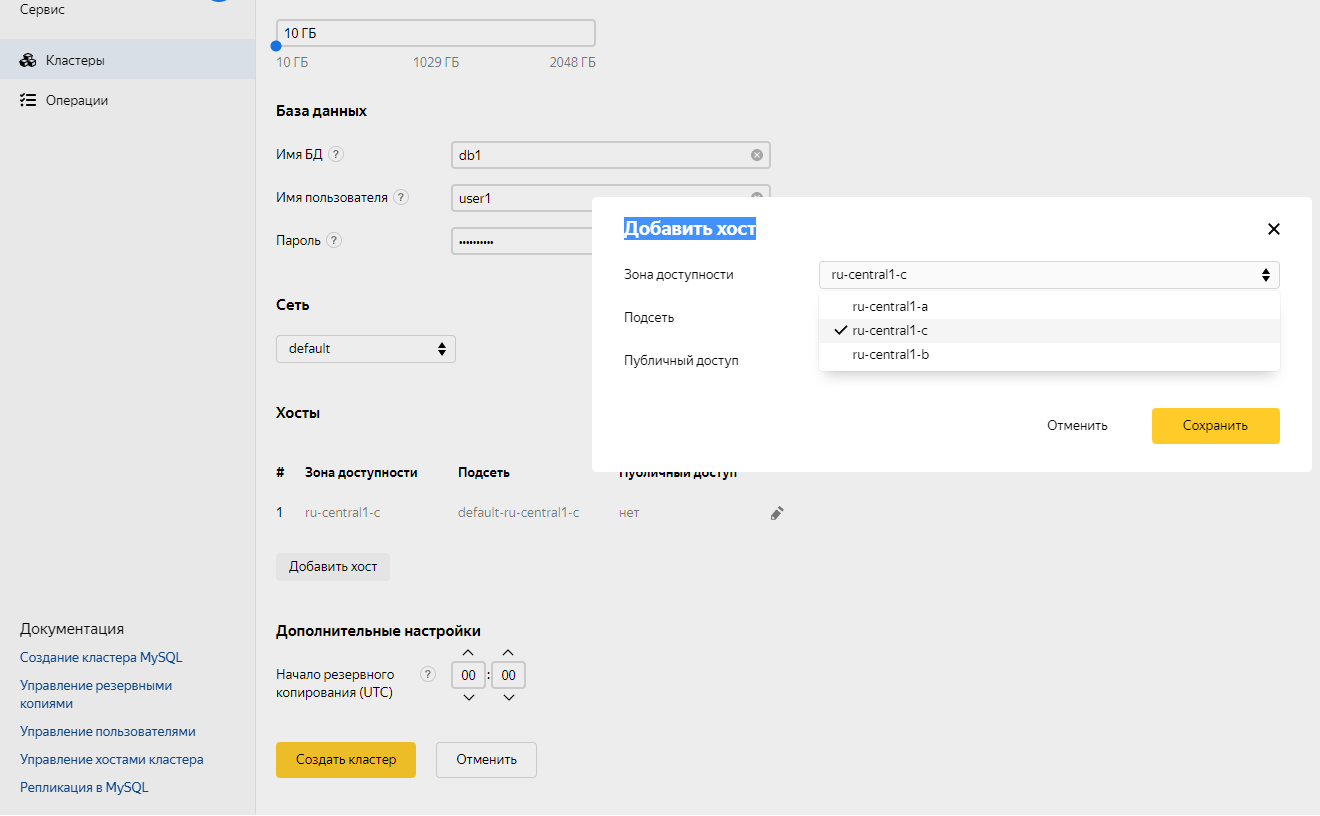 Сервис
Кластеры
Операции
10 ГБ
10 ГБ 1029 ГБ 2048 ГБ
База данных
Имя БД ? db1
Имя пользователя ? user1
Пароль ? ••••••••••
Сеть
default
Хосты
# Зона доступности Подсеть Публичный доступ
1 ru-central1-c default-ru-central1-c нет
Добавить хост
Дополнительные настройки
Начало резервного ? 00 : 00
копирования (UTC)
Создать кластер Отменить
Добавить хост
Зона доступности ru-central1-c
ru-central1-a
Подсеть
ru-central1-c
ru-central1-b
Публичный доступ
Отменить Сохранить
Документация
Создание кластера MySQL
Управление резервными
копиями
Управление пользователями
Управление хостами кластера
Репликация в MySQL